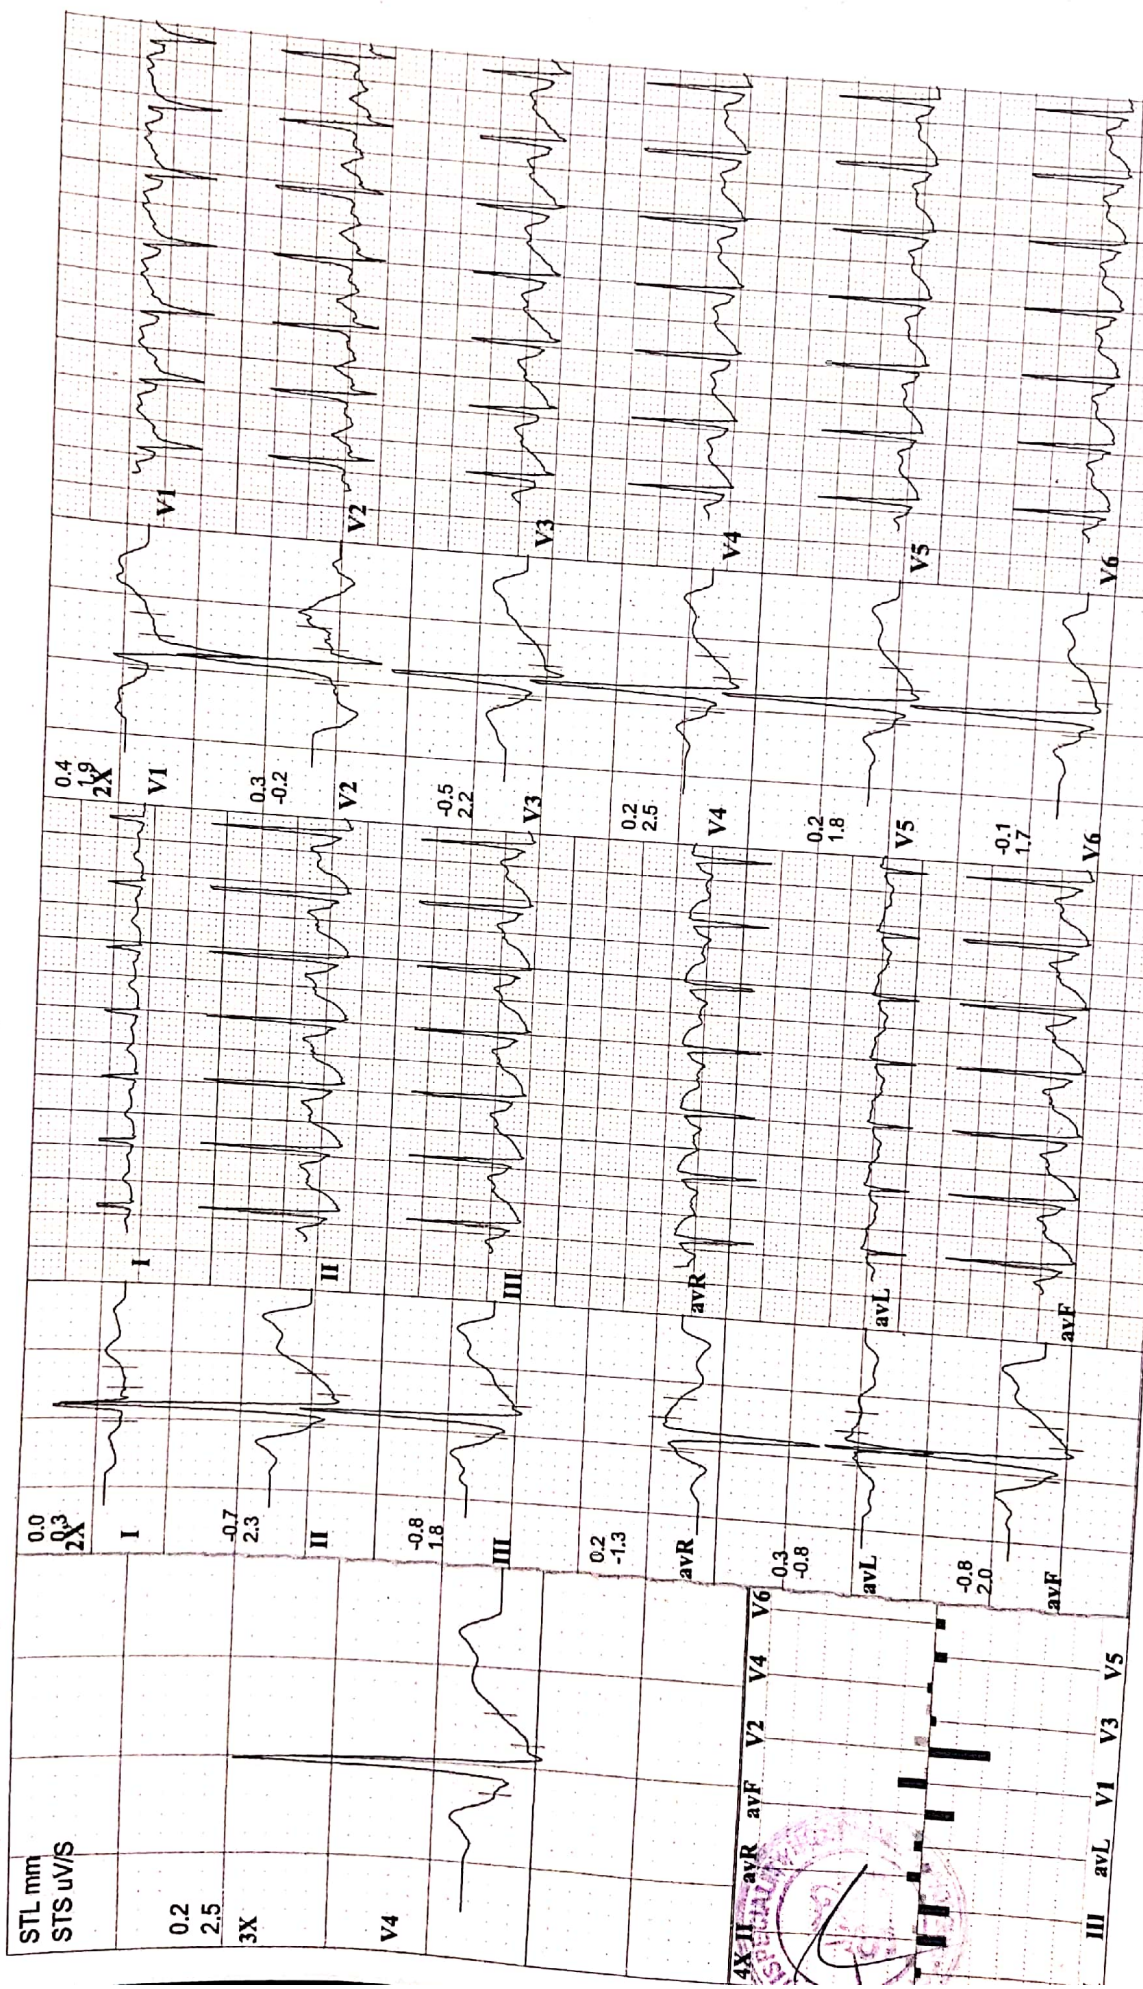 STL mm
STS uV/S
0.2
2.5
3X
V4
0.0
0.3
2X
I
-0.7
2.3
II
-0.8
1.8
III
0.2
-1.3
avR
0.3
-0.8
avL
-0.8
2.0
avF
I
II
III
avR
avL
avF
0.4
1.9
2X
V1
0.3
-0.2
V2
-0.5
2.2
V3
0.2
2.5
V4
0.2
1.8
V5
-0.1
1.7
V6
V1
V2
V3
V4
V5
V6
4X II avR avF V2 V4 V6
III avL V1 V3 V5